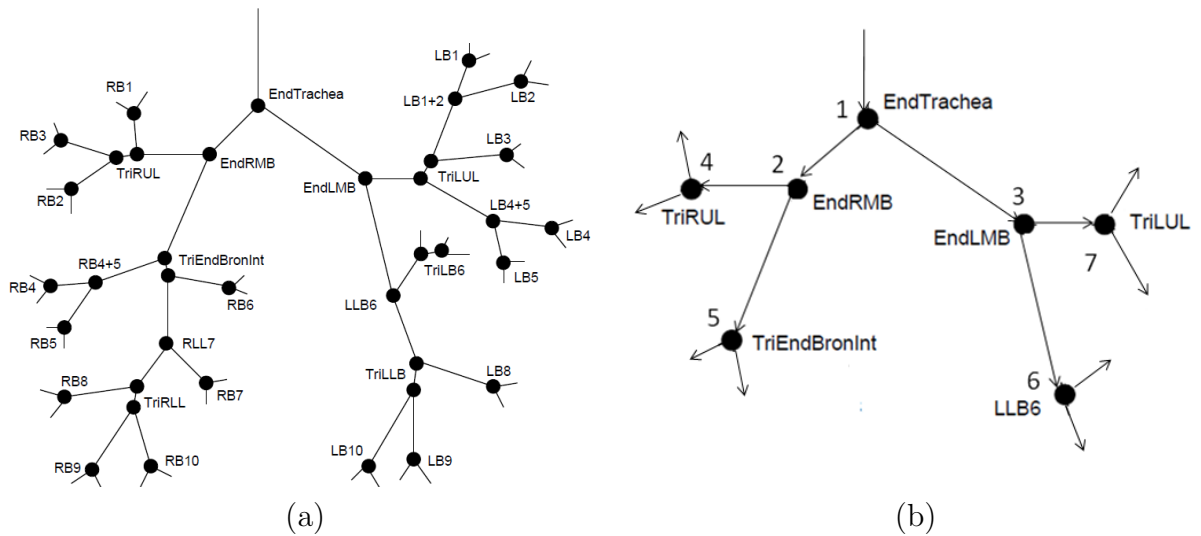 EndTrachea
RB1
RB3
TriRUL
RB2
EndRMB
LB1
LB1+2
LB2
LB3
TriLUL
EndLMB
LB4+5
LB4
LB5
TriLB6
LLB6
RB4+5
TriEndBronInt
RB4
RB5
RB6
RLL7
RB8
RB7
TriRLL
RB9
RB10
TriLLB
LB8
LB10
LB9
(a)
1
EndTrachea
2
EndRMB
4
TriRUL
3
EndLMB
TriLUL
7
5
TriEndBronInt
6
LLB6
(b)